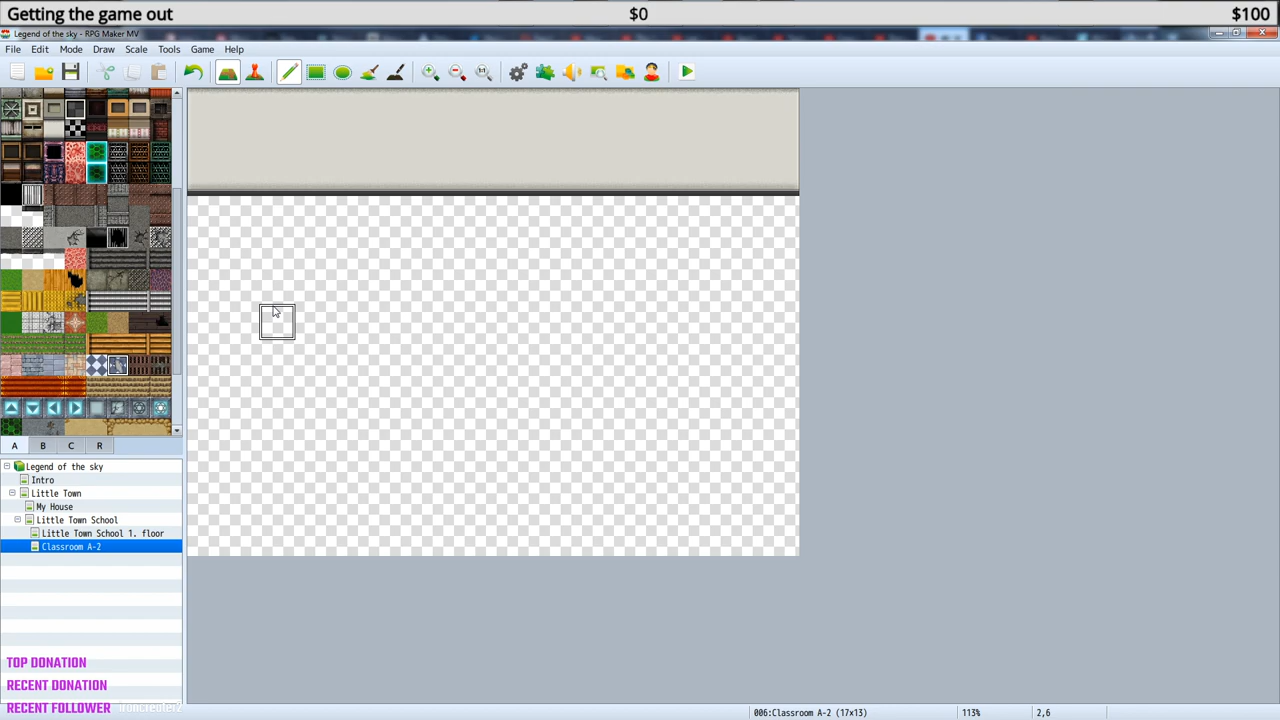 Getting the game out $0 $100
Legend of the sky - RPG Maker MV
File Edit Mode Draw Scale Tools Game Help
A B C R
Legend of the sky
Intro
Little Town
My House
Little Town School
Little Town School 1. floor
Classroom A-2
TOP DONATION
RECENT DONATION
RECENT FOLLOWER
006:Classroom A-2 (17x13) 113% 2,6